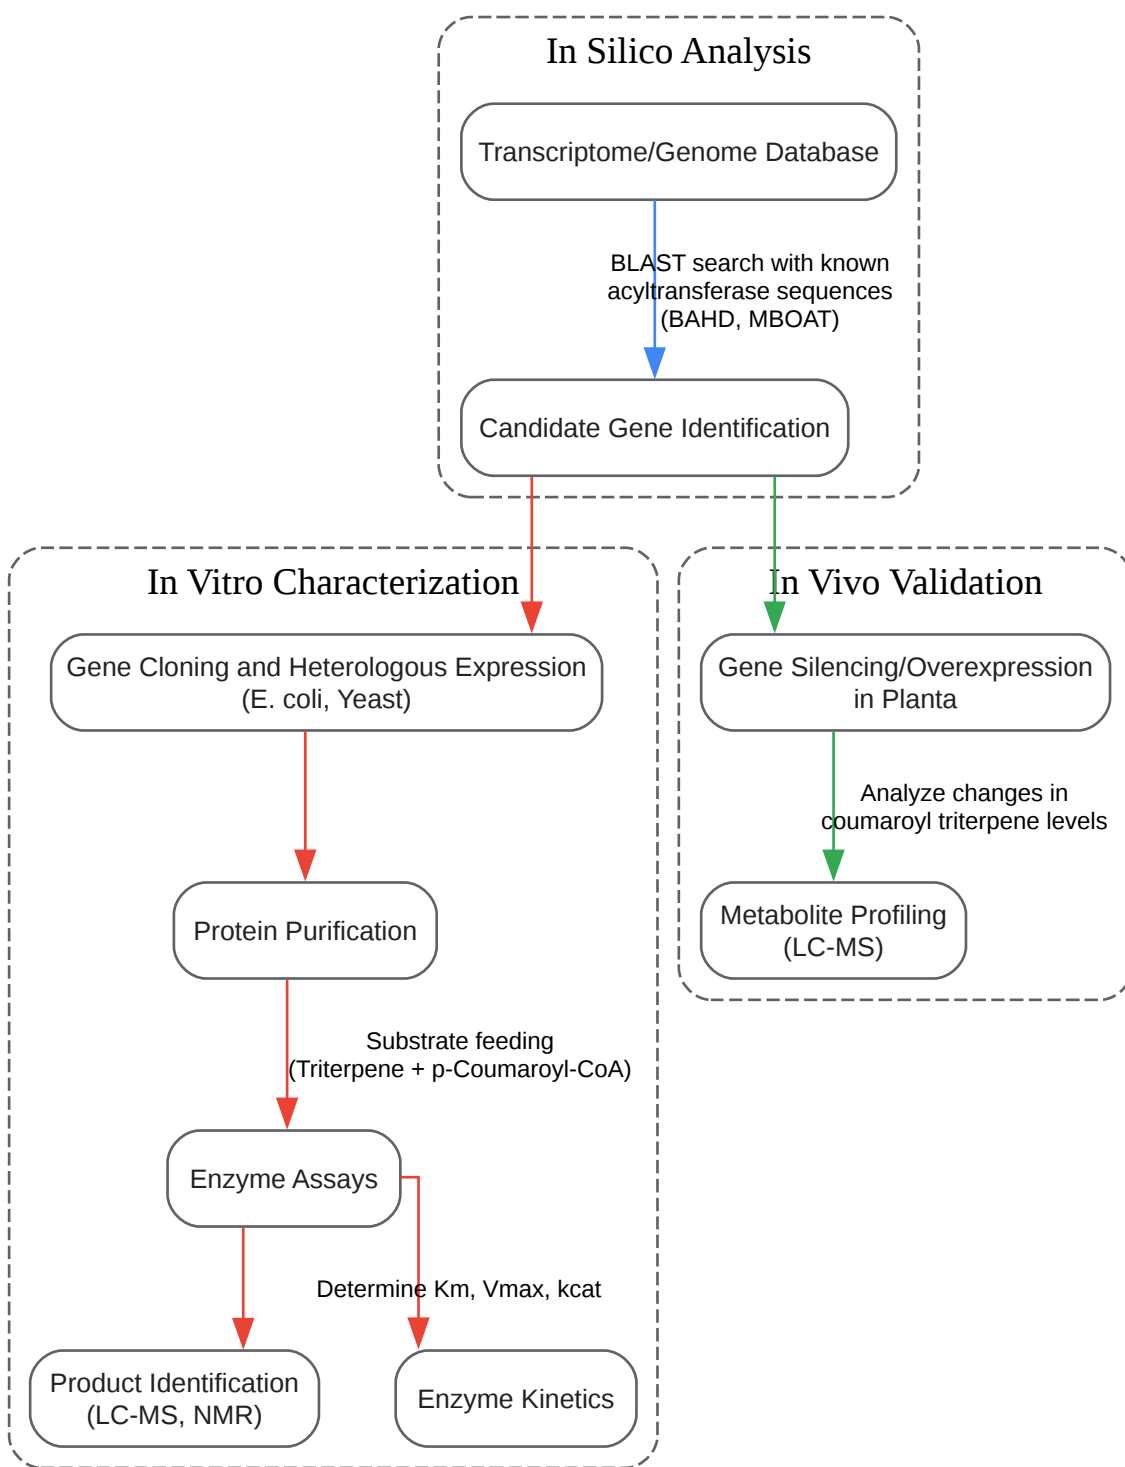 In Silico Analysis
Transcriptome/Genome Database
BLAST search with known
acyltransferase sequences
(BAHD, MBOAT)
Candidate Gene Identification
In Vitro Characterization
Gene Cloning and Heterologous Expression
(E. coli, Yeast)
Protein Purification
Substrate feeding
(Triterpene + p-Coumaroyl-CoA)
Enzyme Assays
Determine Km, Vmax, kcat
Product Identification
(LC-MS, NMR)
Enzyme Kinetics
In Vivo Validation
Gene Silencing/Overexpression
in Planta
Analyze changes in
coumaroyl triterpene levels
Metabolite Profiling
(LC-MS)